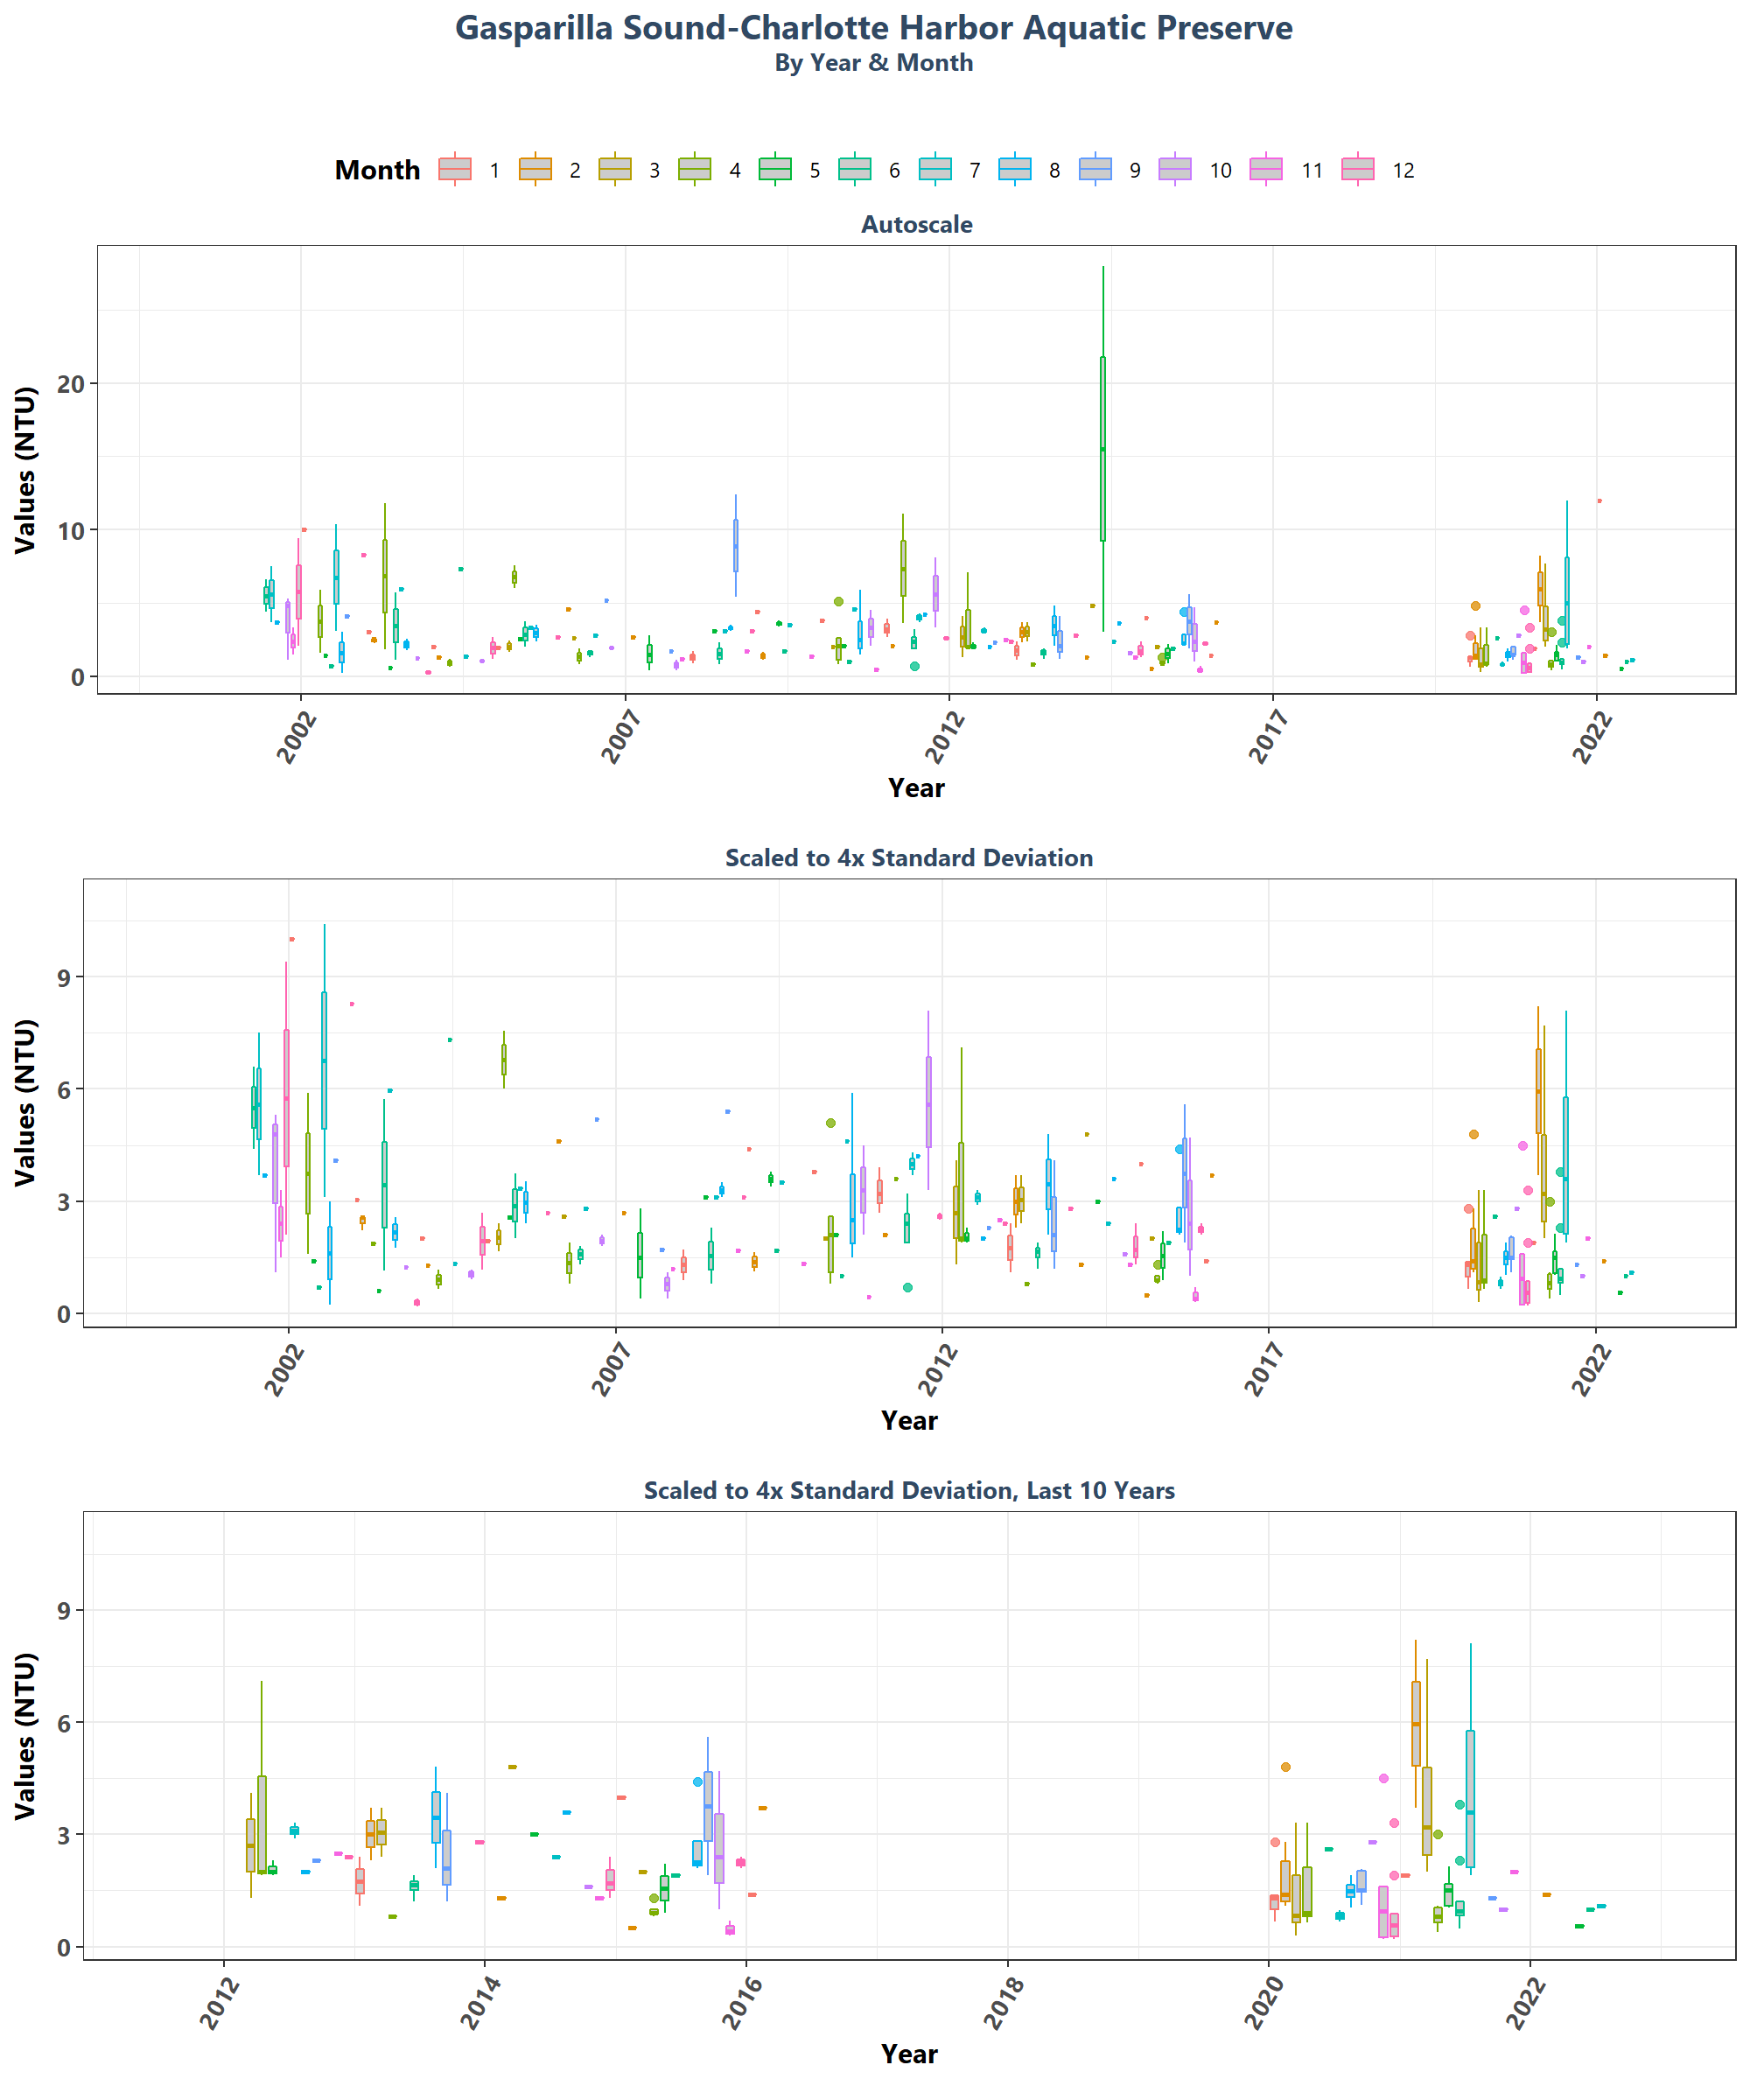 Gasparilla Sound-Charlotte Harbor Aquatic Preserve
By Year & Month
Month 1 2 3 4 5 6 7 8 9 10 11 12
Autoscale
Values (NTU)
20
10
0
2002 2007 2012 2017 2022
Year
Scaled to 4x Standard Deviation
Values (NTU)
9
6
3
0
2002 2007 2012 2017 2022
Year
Scaled to 4x Standard Deviation, Last 10 Years
Values (NTU)
9
6
3
0
2012 2014 2016 2018 2020 2022
Year